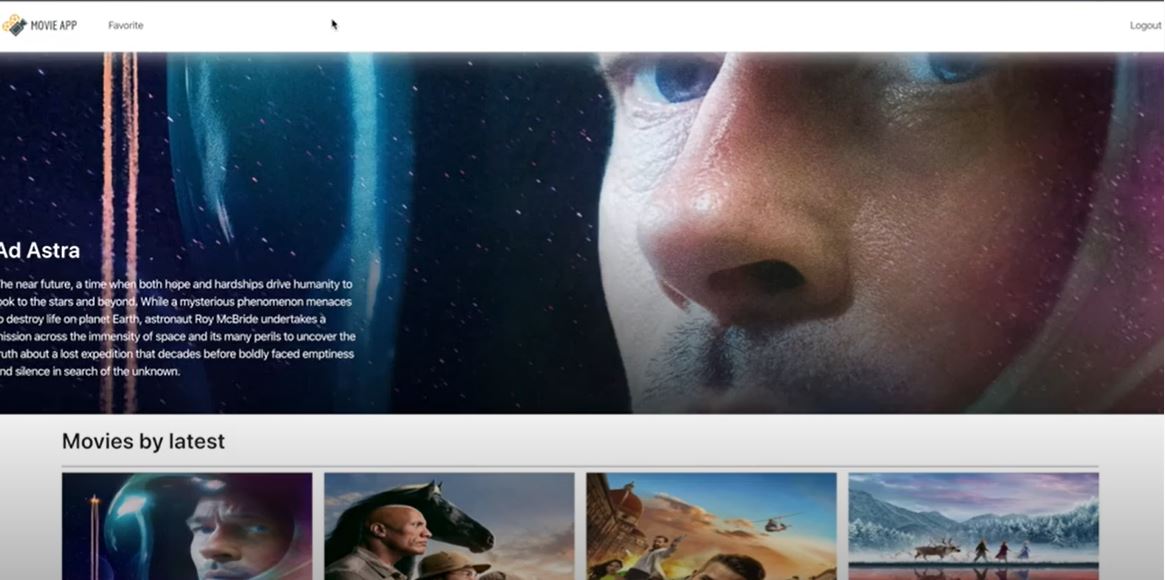 MOVIE APP
Favorite
Logout
Ad Astra
he near future, a time when both hope and hardships drive humanity to
ook to the stars and beyond. While a mysterious phenomenon menaces
o destroy life on planet Earth, astronaut Roy McBride undertakes a
ission across the immensity of space and its many perils to uncover the
ruth about a lost expedition that decades before boldly faced emptiness
nd silence in search of the unknown.
Movies by latest